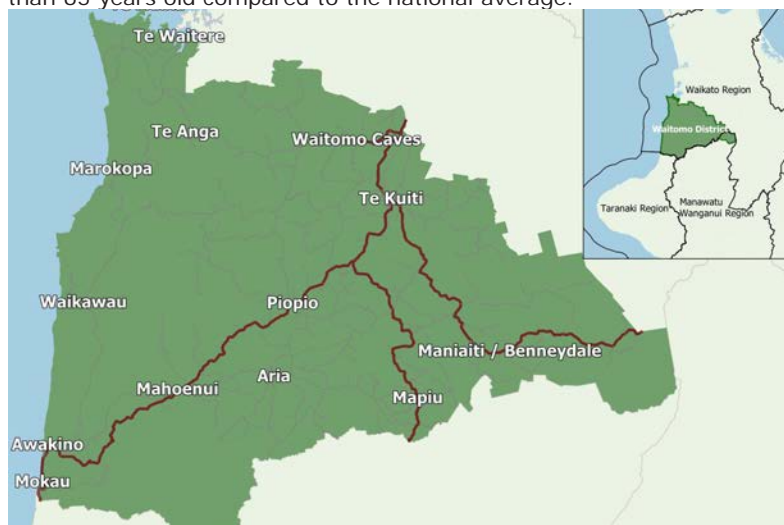 than 65 years old compared to the national average.
Te Waitere
Te Anga
Waitomo Caves
Marokopa
Te Kuiti
Waikawau
Piopio
Maniaiti / Benneydale
Mahoenui
Aria
Mapiu
Awakino
Mokau
Waikato Region
Waitomo District
Taranaki Region
Manawatu
Wanganui Region